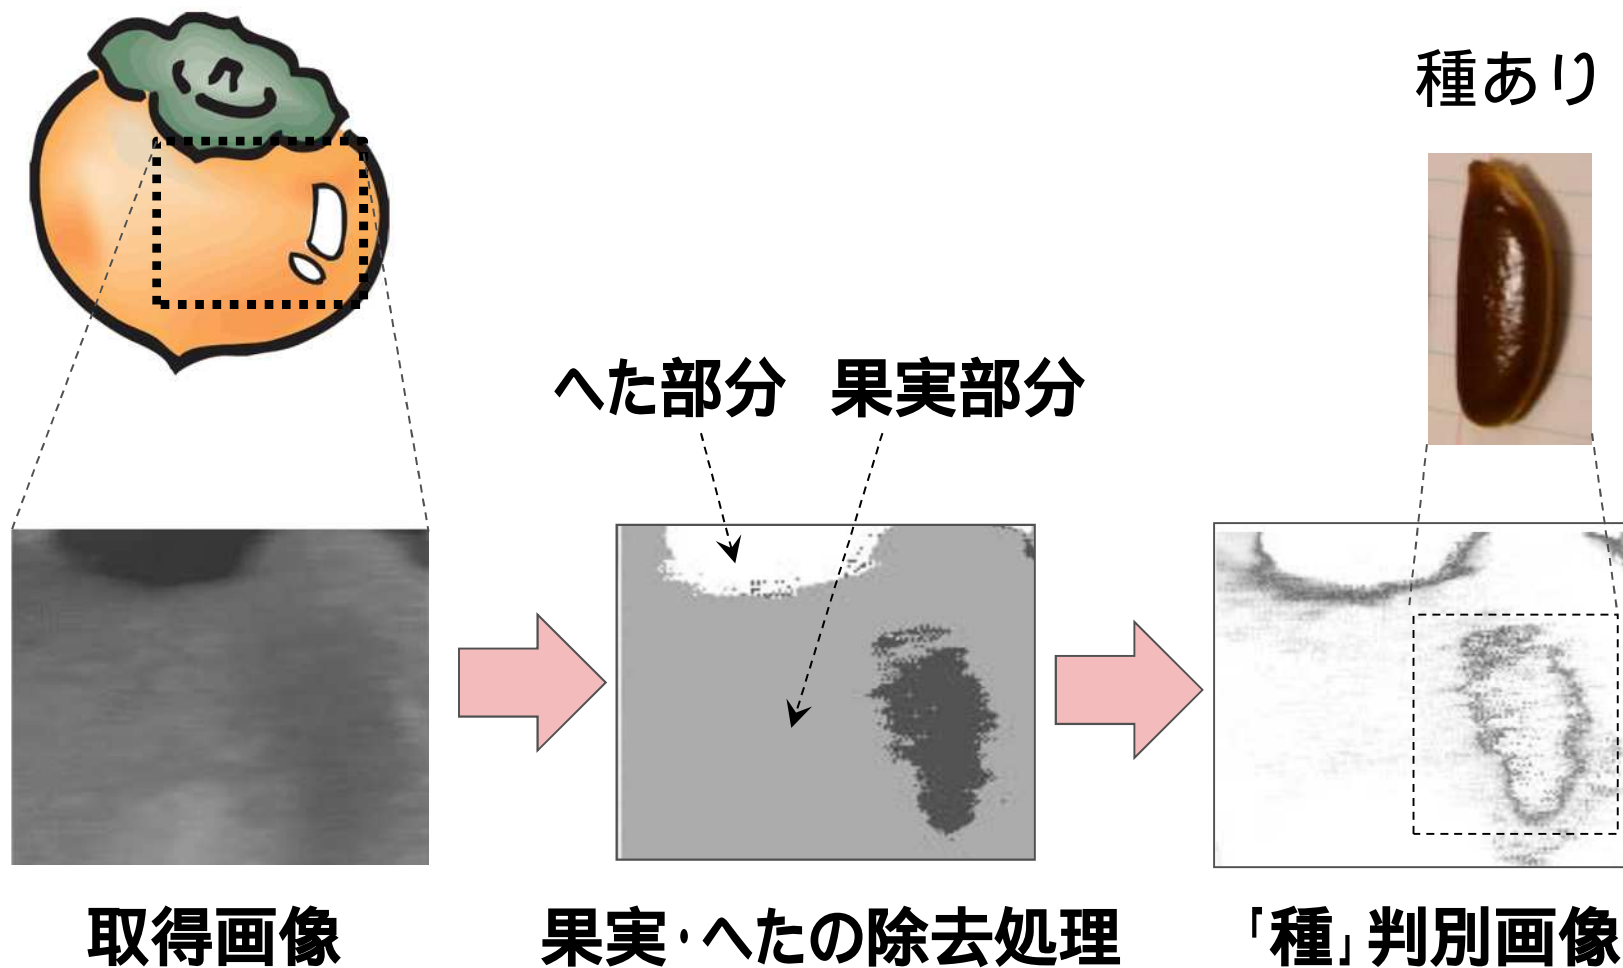 種あり
へた部分 果実部分
取得画像
果実・へたの除去処理
「種」判別画像